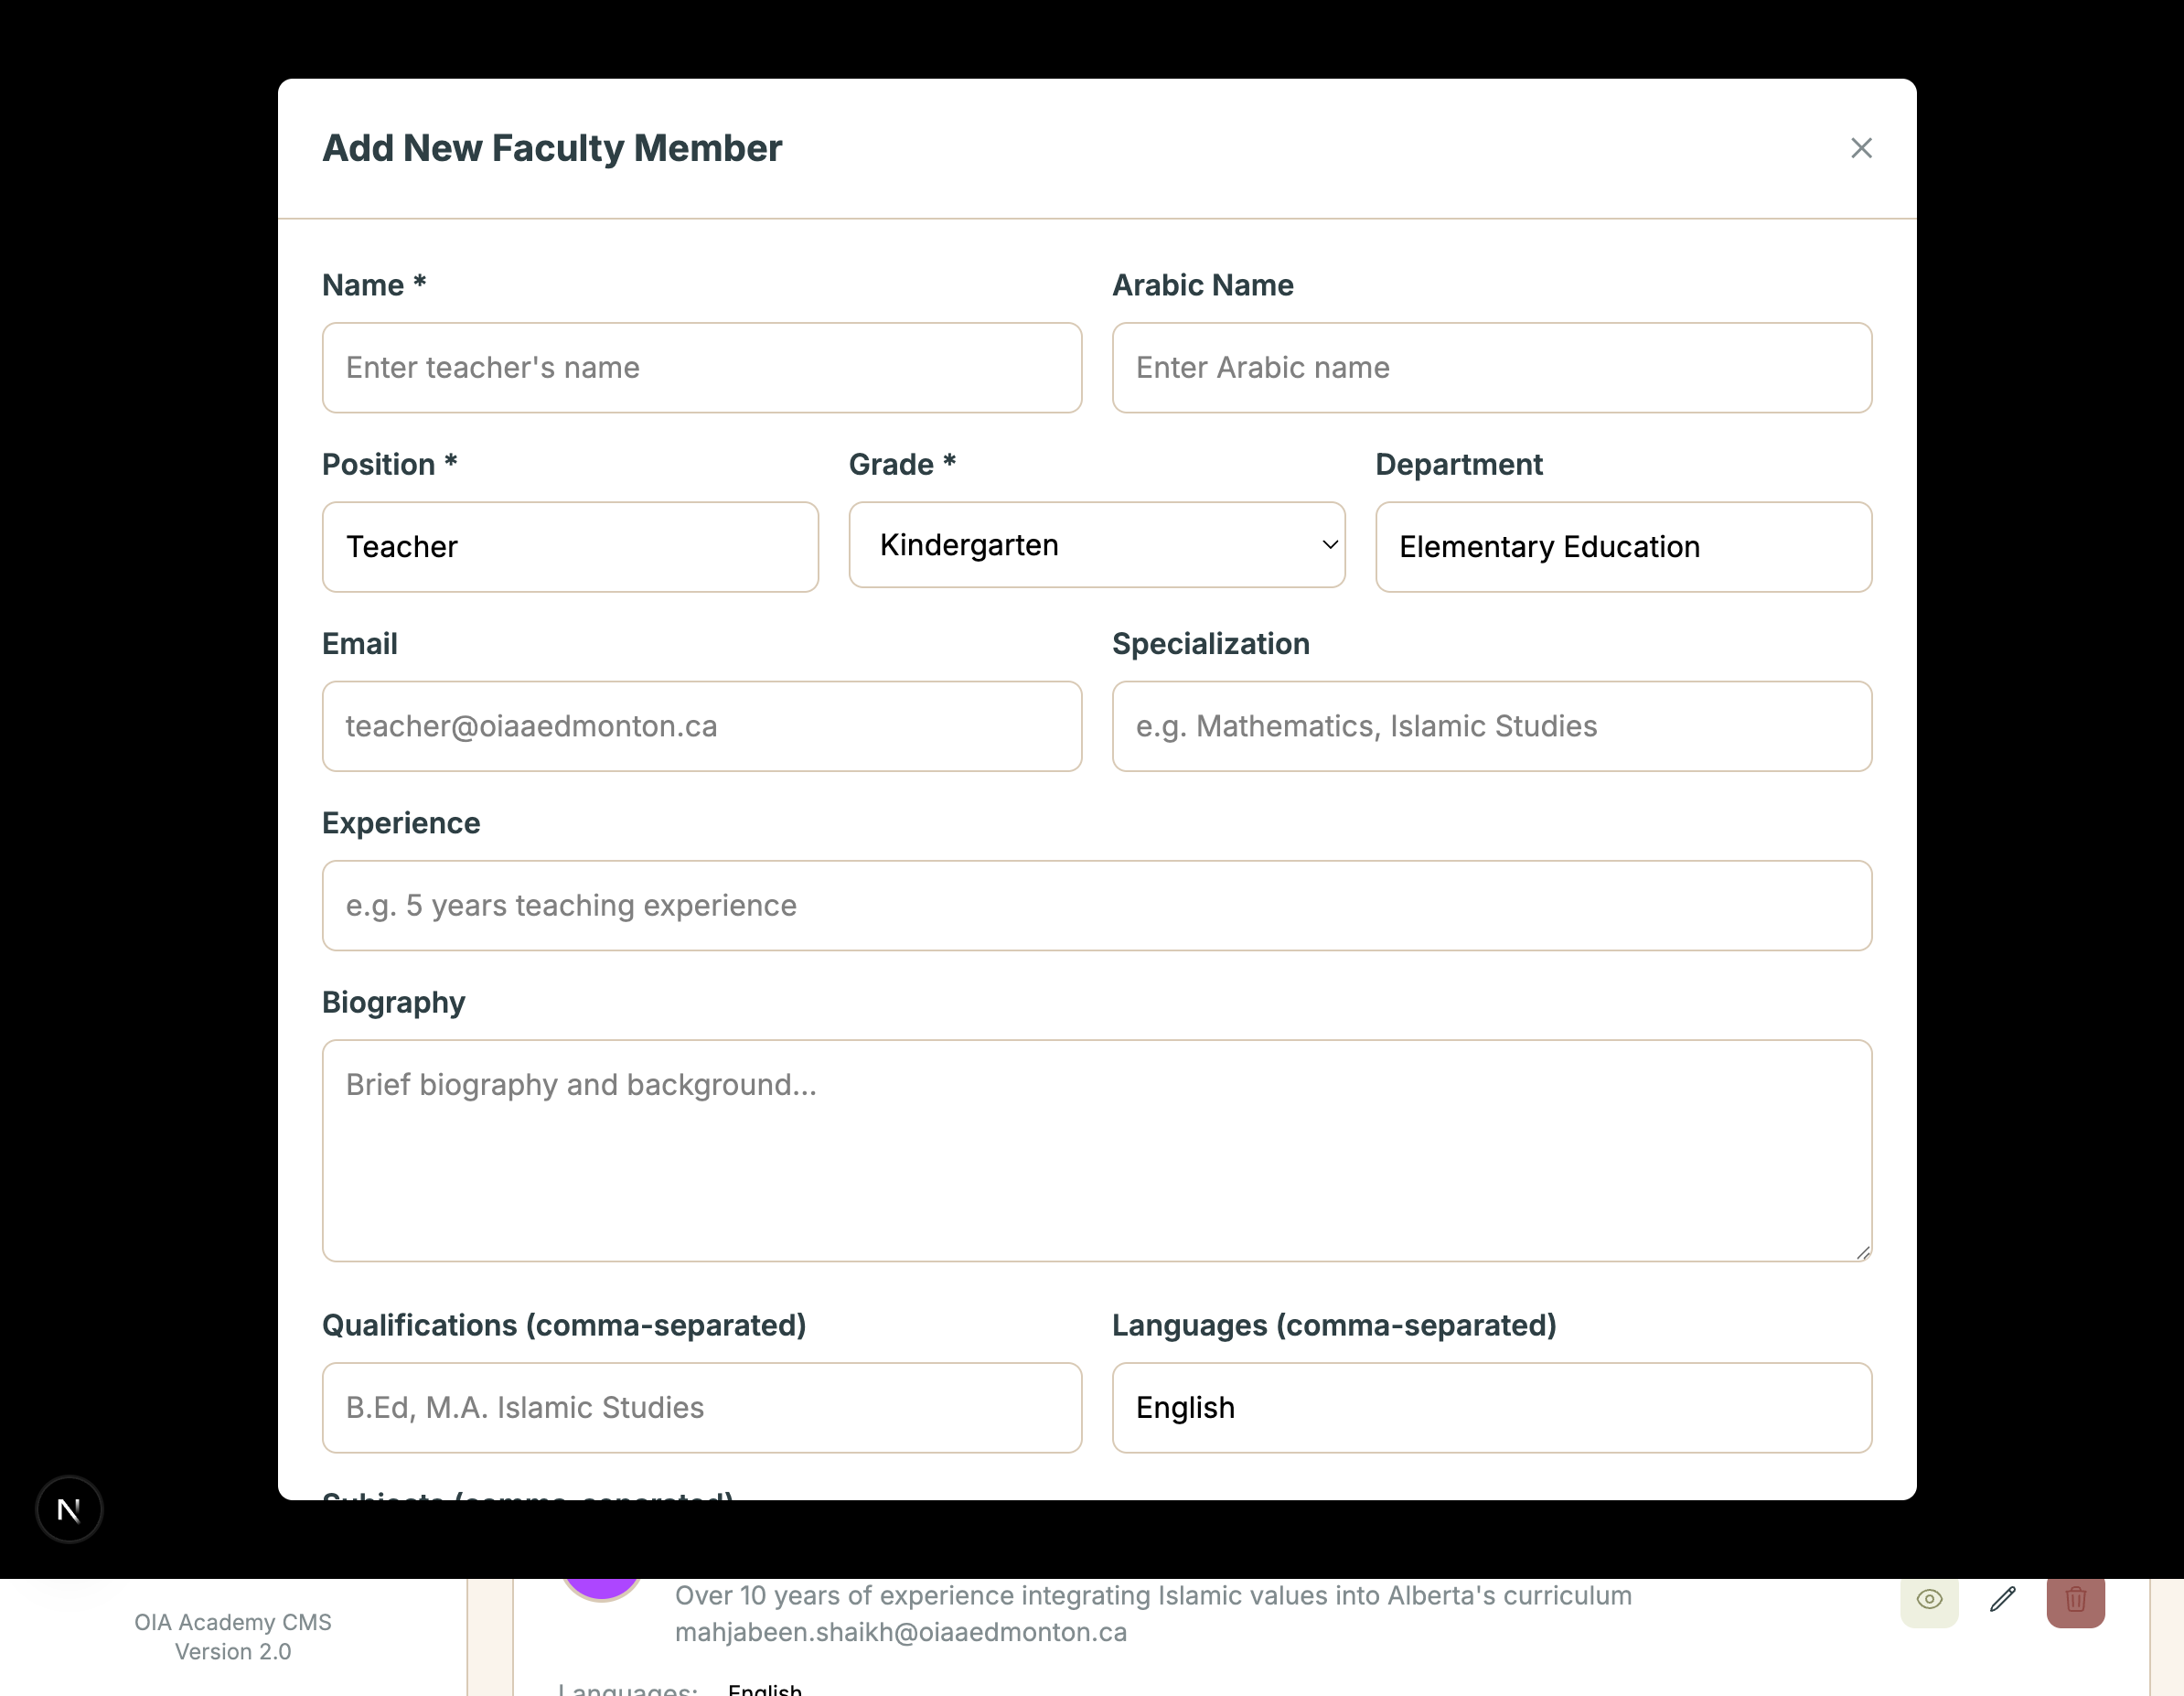 Add New Faculty Member
Name *
Arabic Name
Enter teacher's name
Enter Arabic name
Position *
Grade *
Department
Teacher
Kindergarten
Elementary Education
Email
Specialization
teacher@oiaaedmonton.ca
e.g. Mathematics, Islamic Studies
Experience
e.g. 5 years teaching experience
Biography
Brief biography and background...
Qualifications (comma-separated)
Languages (comma-separated)
B.Ed, M.A. Islamic Studies
English
Subjects (comma-separated)
N
Over 10 years of experience integrating Islamic values into Alberta's curriculum
mahjabeen.shaikh@oiaaedmonton.ca
OIA Academy CMS
Version 2.0
Languages:
English